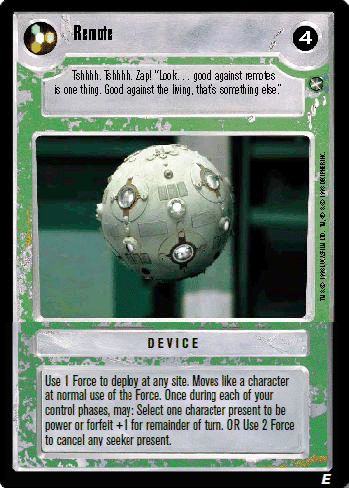 Remote
4
Tshhhh. Tshhhh. Zap! "Look. . . good against remotes
is one thing. Good against the living, that's something else."
DEVICE
Use 1 Force to deploy at any site. Moves like a character
at normal use of the Force. Once during each of your
control phases, may: Select one character present to be
power or forfeit +1 for remainder of turn. OR Use 2 Force
to cancel any seeker present.
E